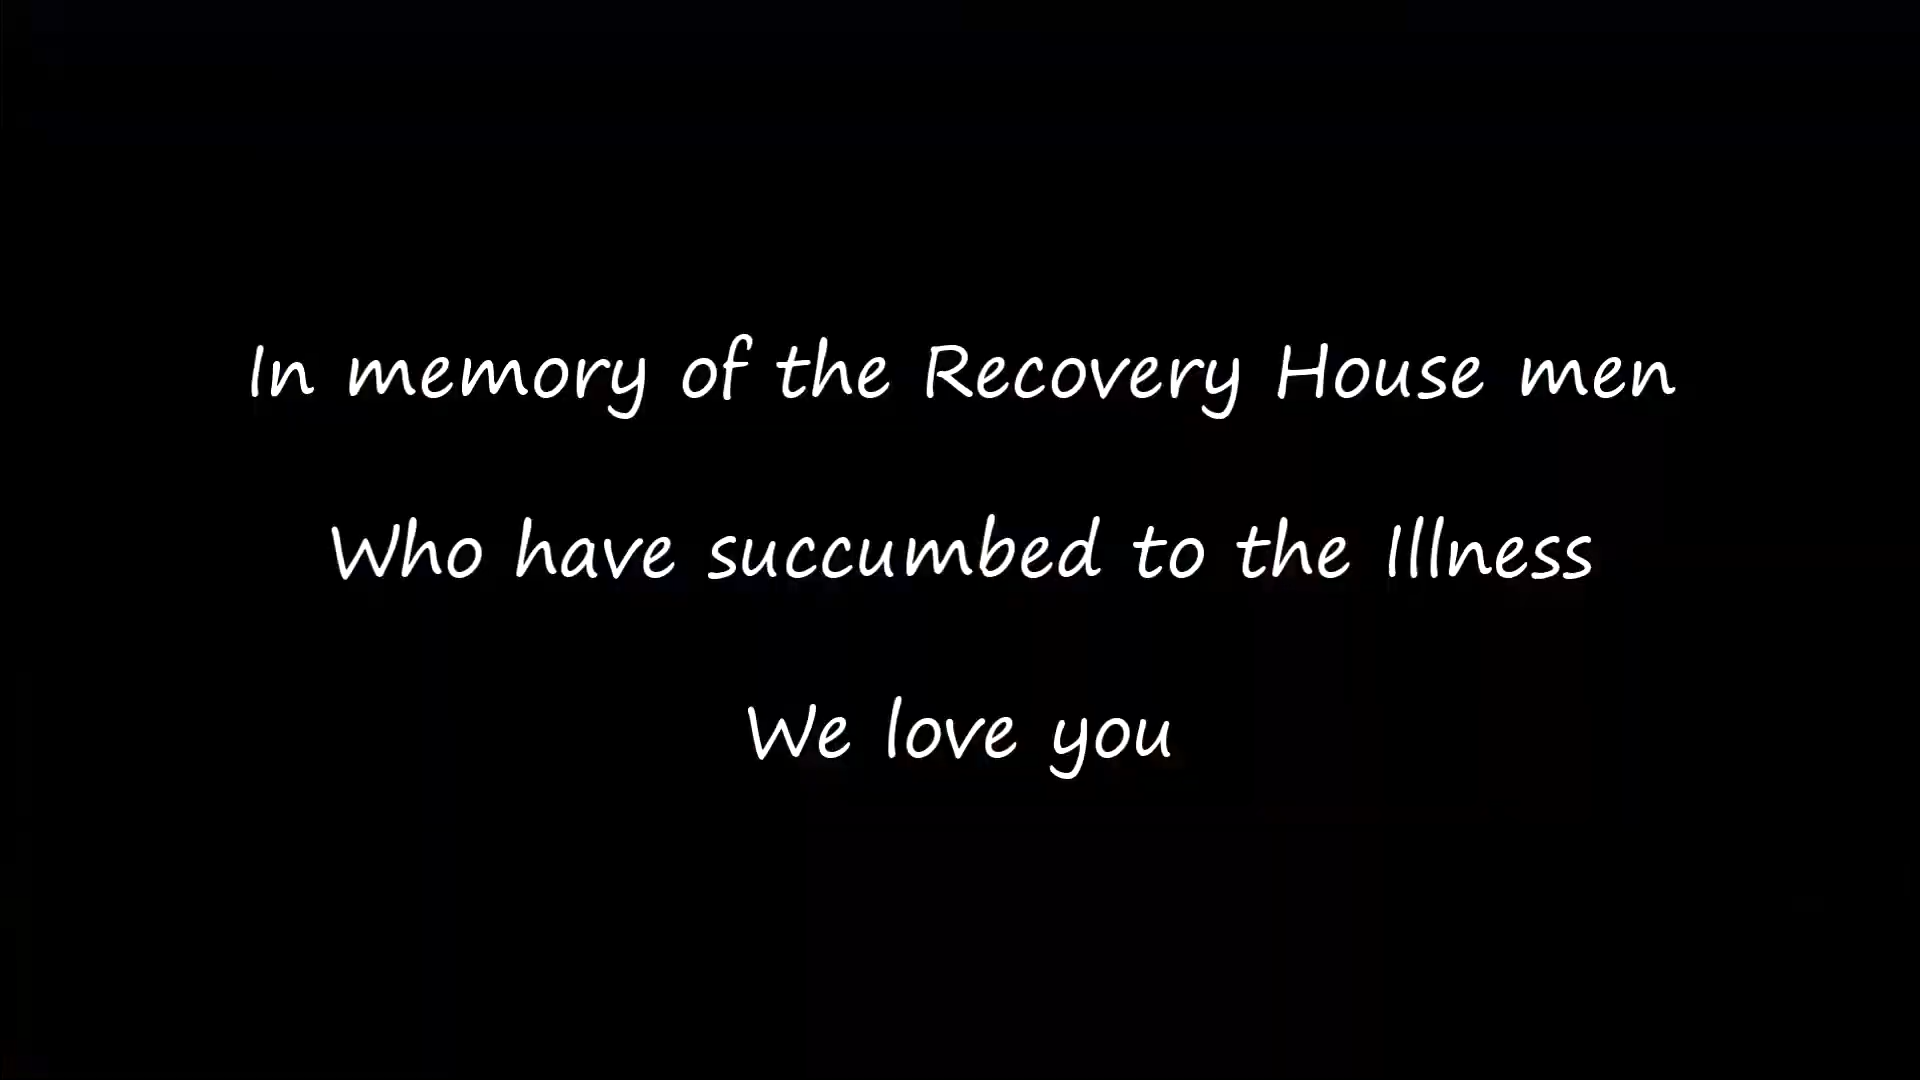 In memory of the Recovery House men
Who have succumbed to the Illness
We love you